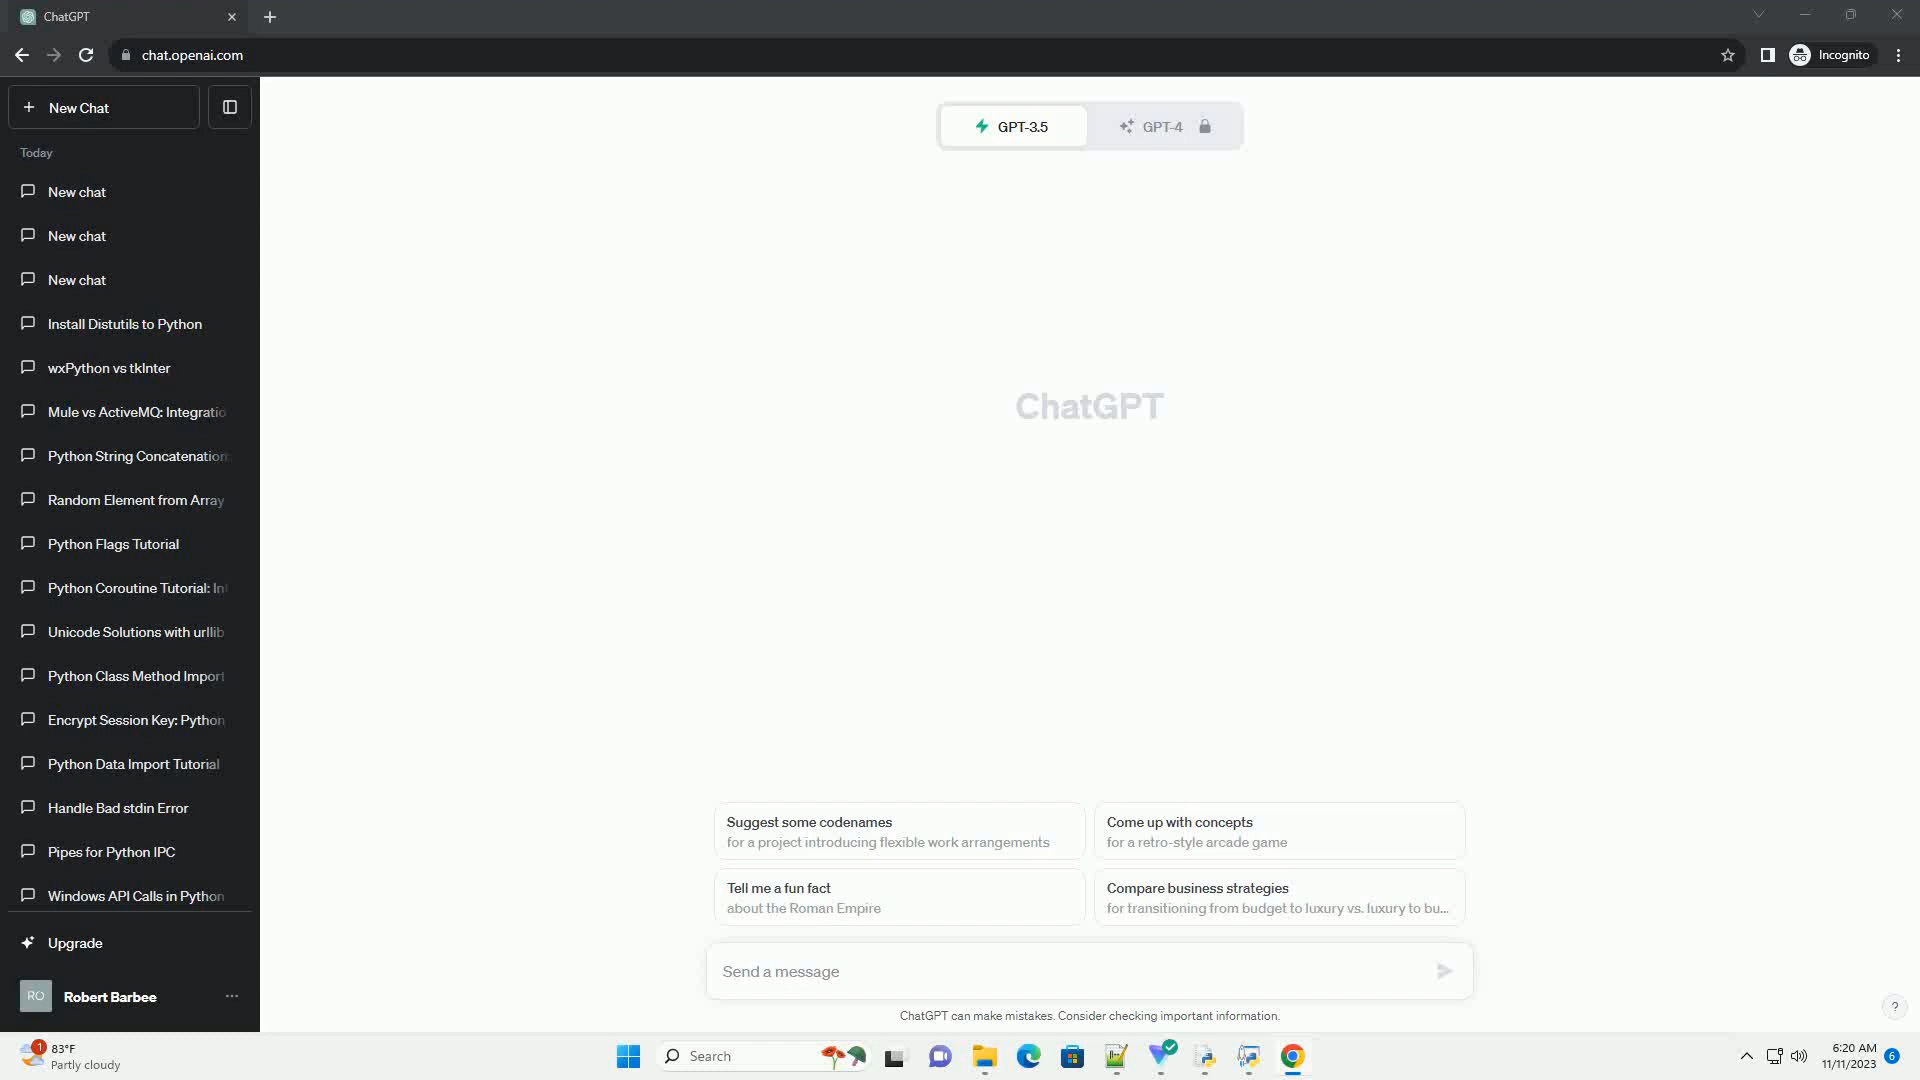 ChatGPT
chat.openai.com
Incognito
New Chat
Today
New chat
New chat
New chat
Install Distutils to Python
wxPython vs tkInter
Mule vs ActiveMQ: Integratio
Python String Concatenation
Random Element from Array
Python Flags Tutorial
Python Coroutine Tutorial: In
Unicode Solutions with urllib
Python Class Method Import
Encrypt Session Key: Python
Python Data Import Tutorial
Handle Bad stdin Error
Pipes for Python IPC
Windows API Calls in Python
Upgrade
RO
Robert Barbee
GPT-3.5
GPT-4
ChatGPT
Suggest some codenames
for a project introducing flexible work arrangements
Come up with concepts
for a retro-style arcade game
Tell me a fun fact
about the Roman Empire
Compare business strategies
for transitioning from budget to luxury vs. luxury to bu...
Send a message
ChatGPT can make mistakes. Consider checking important information.
?
1
83°F
Partly cloudy
Search
6:20 AM
11/11/2023
6